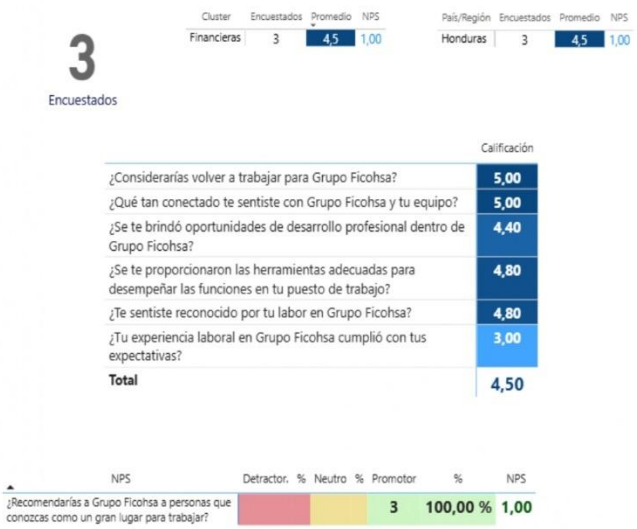 Cluster Encuestados Promedio NPS
Financieras 3 4,5 1,00
País/Región Encuestados Promedio NPS
Honduras 3 4,5 1,00
3
Encuestados
Calificación
¿Considerarías volver a trabajar para Grupo Ficohsa? 5,00
¿Qué tan conectado te sentiste con Grupo Ficohsa y tu equipo? 5,00
¿Se te brindó oportunidades de desarrollo profesional dentro de 4,40
Grupo Ficohsa?
¿Se te proporcionaron las herramientas adecuadas para 4,80
desempeñar las funciones en tu puesto de trabajo?
¿Te sentiste reconocido por tu labor en Grupo Ficohsa? 4,80
¿Tu experiencia laboral en Grupo Ficohsa cumplió con tus 3,00
expectativas?
Total 4,50
NPS Detractor. % Neutro % Promotor % NPS
¿Recomendarías a Grupo Ficohsa a personas que 3 100,00 % 1,00
conozcas como un gran lugar para trabajar?